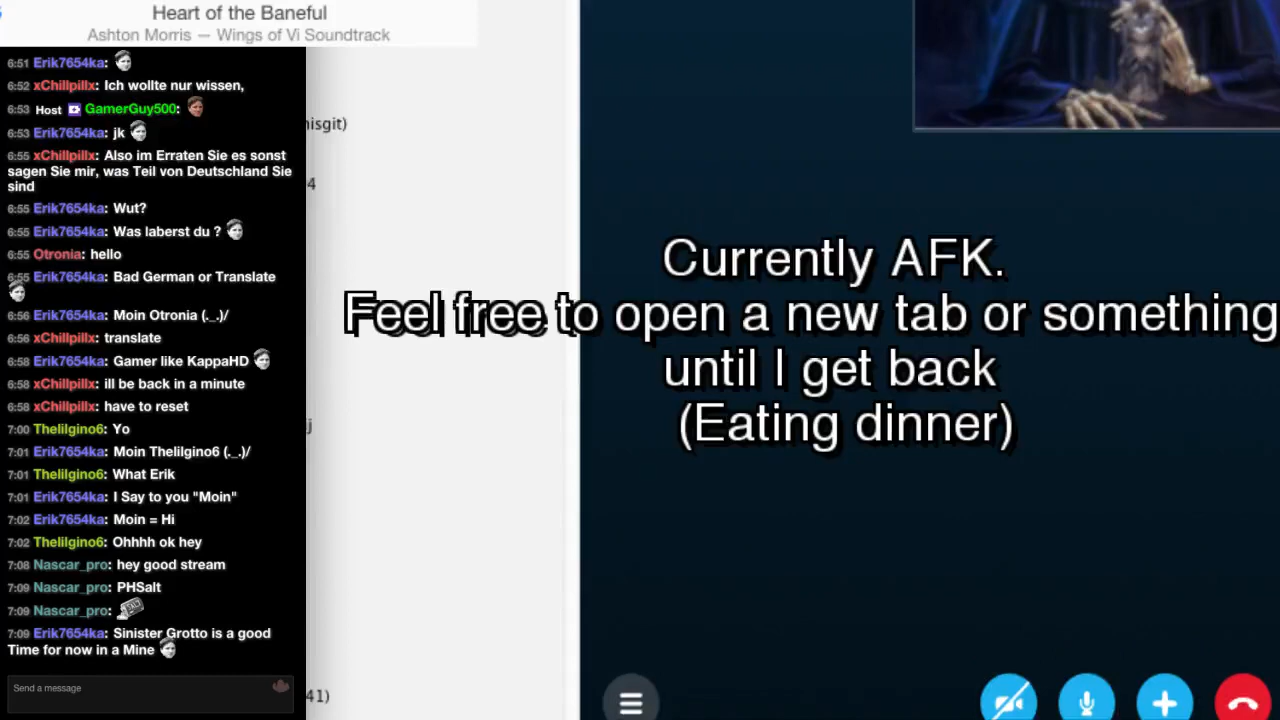 Heart of the Baneful
Ashton Morris — Wings of Vi Soundtrack
6:51 Erik7654ka:
6:52 xChillpillx: Ich wollte nur wissen,
6:53 Host GamerGuy500:
6:53 Erik7654ka: jk
6:55 xChillpillx: Also im Erraten Sie es sonst
sagen Sie mir, was Teil von Deutschland Sie
sind
6:55 Erik7654ka: Wut?
6:55 Erik7654ka: Was laberst du ?
6:55 Otronia: hello
6:55 Erik7654ka: Bad German or Translate
6:56 Erik7654ka: Moin Otronia (._.)/
6:56 xChillpillx: translate
6:58 Erik7654ka: Gamer like KappaHD
6:58 xChillpillx: ill be back in a minute
6:58 xChillpillx: have to reset
7:00 Thelilgino6: Yo
7:01 Erik7654ka: Moin Thelilgino6 (._.)/
7:01 Thelilgino6: What Erik
7:01 Erik7654ka: I Say to you "Moin"
7:02 Erik7654ka: Moin = Hi
7:02 Thelilgino6: Ohhhh ok hey
7:08 Nascar_pro: hey good stream
7:09 Nascar_pro: PHSalt
7:09 Nascar_pro:
7:09 Erik7654ka: Sinister Grotto is a good
Time for now in a Mine
Send a message
nisgit)
4
j
41)
Currently AFK.
Feel free to open a new tab or something
until I get back
(Eating dinner)